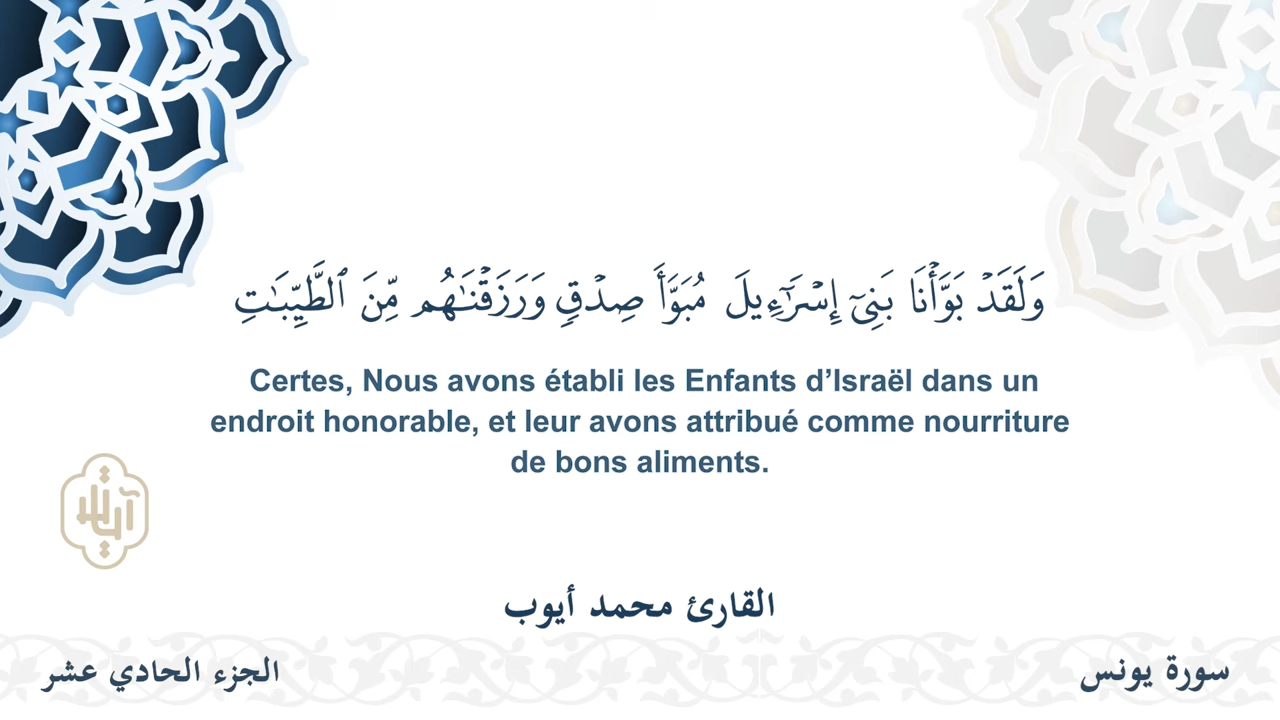 وَلَقَدۡ بَوَّأۡنَا بَنِيٓ إِسۡرَٰٓءِيلَ مُبَوَّأَ صِدۡقٖ وَرَزَقۡنَٰهُم مِّنَ ٱلطَّيِّبَٰتِ
Certes, Nous avons établi les Enfants d’Israël dans un
endroit honorable, et leur avons attribué comme nourriture
de bons aliments.
القارئ محمد أيوب
سورة يونس
الجزء الحادي عشر